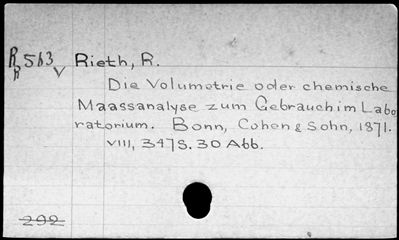 R 563 Rieth, R.
R V
Die Volumetrie oder chemische
Maassanalyse zum Gebrauch im Labo
ratorium. Bonn, Cohen & Sohn, 1871.
VIII, 347 S. 30 Abb.
292